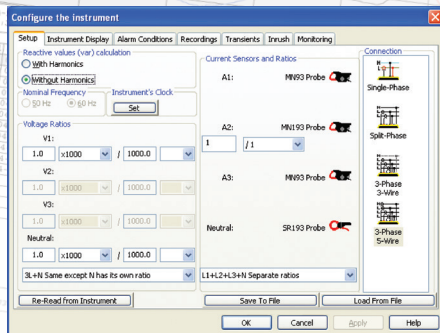 Configure the instrument
Setup Instrument Display Alarm Conditions Recordings Transients Inrush Monitoring
Reactive values (var) calculation
With Harmonics
Without Harmonics
Nominal Frequency
50 Hz 60 Hz
Instrument's Clock
Set
Voltage Ratios
V1:
1.0 x1000 / 1000.0
V2:
1.0 x1000 / 1000.0
V3:
1.0 x1000 / 1000.0
Neutral:
1.0 x1000 / 1000.0
3L+N Same except N has its own ratio
Current Sensors and Ratios
A1: MN93 Probe
A2: MN193 Probe
1 / 1
A3: MN93 Probe
Neutral: SR193 Probe
L1+L2+L3+N Separate ratios
Connection
Single-Phase
Split-Phase
3-Phase
3-Wire
3-Phase
5-Wire
Re-Read from Instrument Save To File Load From File
OK Cancel Apply Help